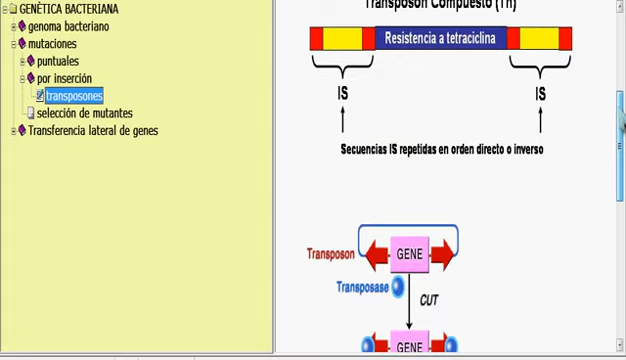 GENÈTICA BACTERIANA
genoma bacteriano
mutaciones
puntuales
por inserción
transposones
selección de mutantes
Transferencia lateral de genes
Transposon Compuesto (Tn)
Resistencia a tetraciclina
IS IS
Secuencias IS repetidas en orden directo o inverso
Transposon GENE
Transposase
CUT
GENE